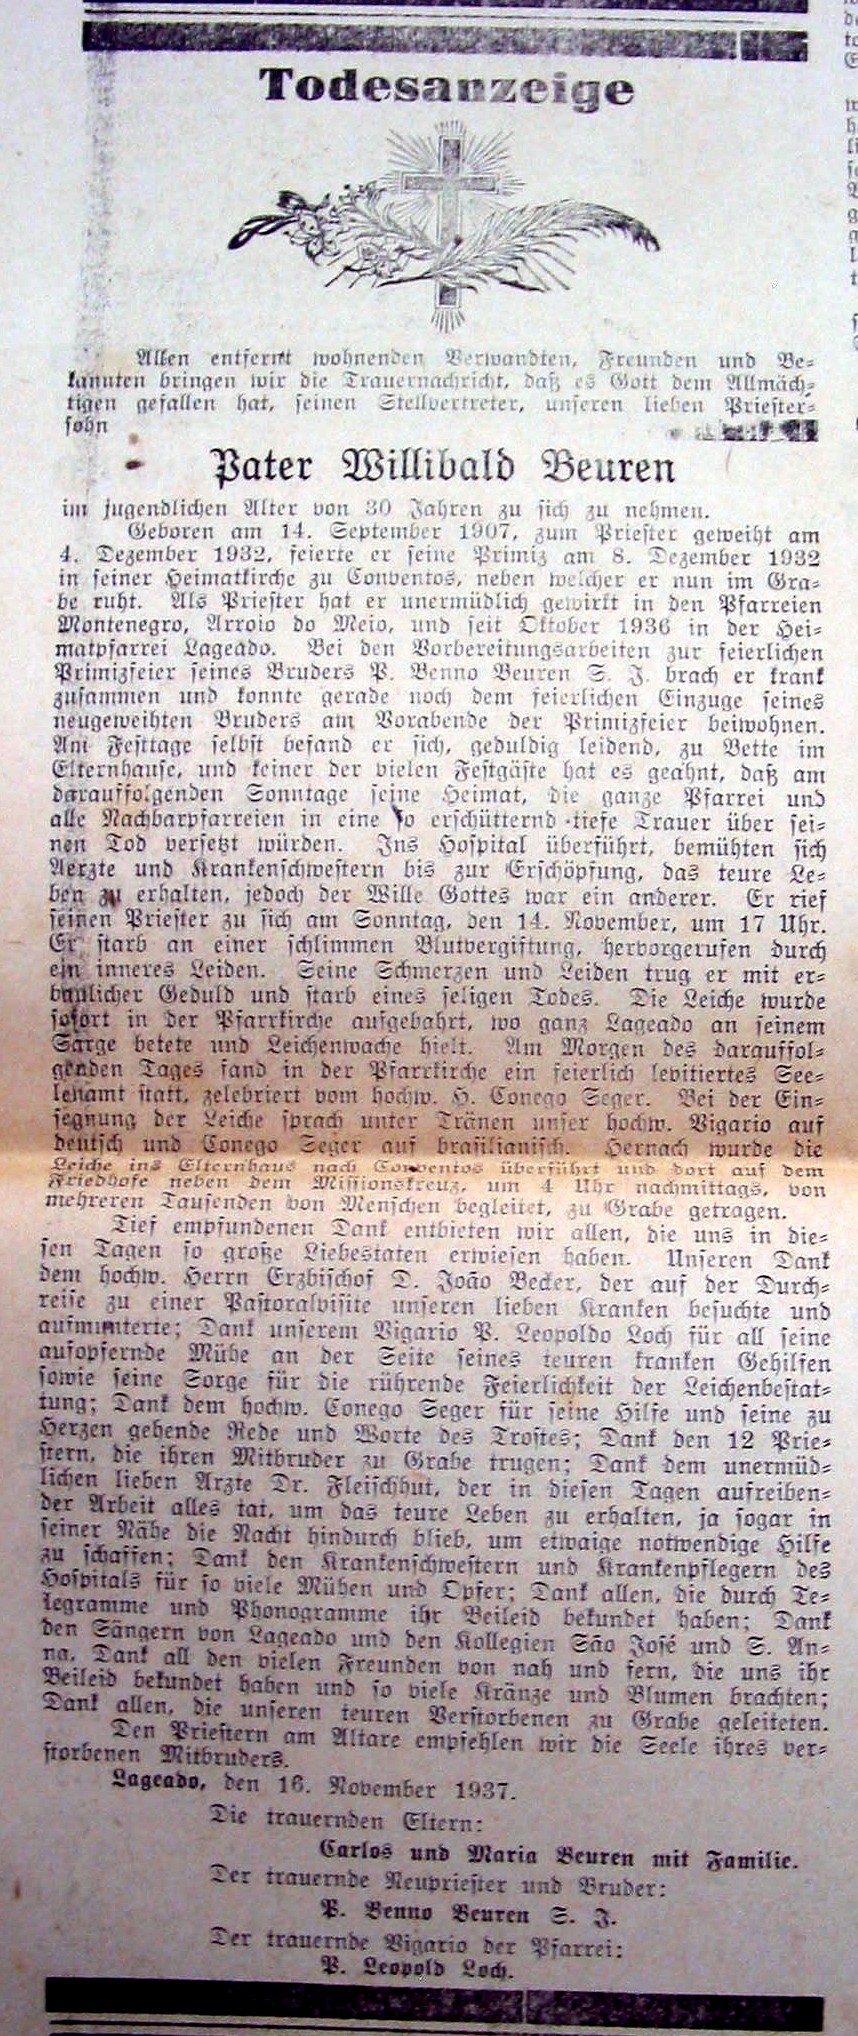 Todesanzeige
Allen entfernt wohnenden Verwandten, Freunden und Be-
kannten bringen wir die Trauernachricht, daß es Gott dem Allmäch-
tigen gefallen hat, seinen Stellvertreter, unseren lieben Priester-
sohn
Pater Willibald Beuren
im jugendlichen Alter von 30 Jahren zu sich zu nehmen.
Geboren am 14. September 1907, zum Priester geweiht am
4. Dezember 1932, feierte er seine Primiz am 8. Dezember 1932
in seiner Heimatkirche zu Conventos, neben welcher er nun im Gra-
be ruht. Als Priester hat er unermüdlich gewirkt in den Pfarreien
Montenegro, Arroio do Meio, und seit Oktober 1936 in der Hei-
matpfarrei Lageado. Bei den Vorbereitungsarbeiten zur feierlichen
Primizfeier seines Bruders P. Benno Beuren S. J. brach er krank
zusammen und konnte gerade noch dem feierlichen Einzuge seines
neugeweihten Bruders am Vorabende der Primizfeier beiwohnen.
Am Festtage selbst befand er sich, geduldig leidend, zu Bette im
Elternhause, und keiner der vielen Festgäste hat es geahnt, daß am
darauffolgenden Sonntage seine Heimat, die ganze Pfarrei und
alle Nachbarpfarreien in eine so erschütternd tiefe Trauer über sei-
nen Tod versetzt würden. Ins Hospital überführt, bemühten sich
Aerzte und Krankenschwestern bis zur Erschöpfung, das teure Le-
ben zu erhalten, jedoch der Wille Gottes war ein anderer. Er rief
seinen Priester zu sich am Sonntag, den 14. November, um 17 Uhr.
Er starb an einer schlimmen Blutvergiftung, hervorgerufen durch
ein inneres Leiden. Seine Schmerzen und Leiden trug er mit er-
baulicher Geduld und starb eines seligen Todes. Die Leiche wurde
sofort in der Pfarrkirche aufgebahrt, wo ganz Lageado an seinem
Sarge betete und Leichenwache hielt. Am Morgen des darauffol-
genden Tages fand in der Pfarrkirche ein feierlich levitiertes See-
lenamt statt, zelebriert vom hochw. H. Conego Seger. Bei der Ein-
segnung der Leiche sprach unter Tränen unser hochw. Vigario auf
deutsch und Conego Seger auf brasilianisch. Hernach wurde die
Leiche ins Elternhaus nach Conventos überführt und dort auf dem
Friedhofe neben dem Missionskreuz, um 4 Uhr nachmittags, von
mehreren Tausenden von Menschen begleitet, zu Grabe getragen.
Tief empfundenen Dank entbieten wir allen, die uns in die-
sen Tagen so große Liebestaten erwiesen haben. Unseren Dank
dem hochw. Herrn Erzbischof D. João Becker, der auf der Durch-
reise zu einer Pastoralvisite unseren lieben Kranken besuchte und
aufmunterte; Dank unserem Vigario P. Leopoldo Loch für all seine
aufopfernde Mühe an der Seite seines teuren kranken Gehilfen
sowie seine Sorge für die rührende Feierlichkeit der Leichenbestat-
tung; Dank dem hochw. Conego Seger für seine Hilfe und seine zu
Herzen gehende Rede und Worte des Trostes; Dank den 12 Prie-
stern, die ihren Mitbruder zu Grabe trugen; Dank dem unermüd-
lichen lieben Arzte Dr. Fleischhut, der in diesen Tagen aufreiben-
der Arbeit alles tat, um das teure Leben zu erhalten, ja sogar in
seiner Nähe die Nacht hindurch blieb, um etwaige notwendige Hilfe
zu schaffen; Dank den Krankenschwestern und Krankenpflegern des
Hospitals für so viele Mühen und Opfer; Dank allen, die durch Te-
legramme und Phonogramme ihr Beileid bekundet haben; Dank
den Sängern von Lageado und den Kollegien São José und S. An-
na, Dank all den vielen Freunden von nah und fern, die uns ihr
Beileid bekundet haben und so viele Kränze und Blumen brachten;
Dank allen, die unseren teuren Verstorbenen zu Grabe geleiteten.
Den Priestern am Altare empfehlen wir die Seele ihres ver-
storbenen Mitbruders.
Lageado, den 16. November 1937.
Die trauernden Eltern:
Carlos und Maria Beuren mit Familie.
Der trauernde Neupriester und Bruder:
P. Benno Beuren S. J.
Der trauernde Vigario der Pfarrei:
P. Leopold Loch.